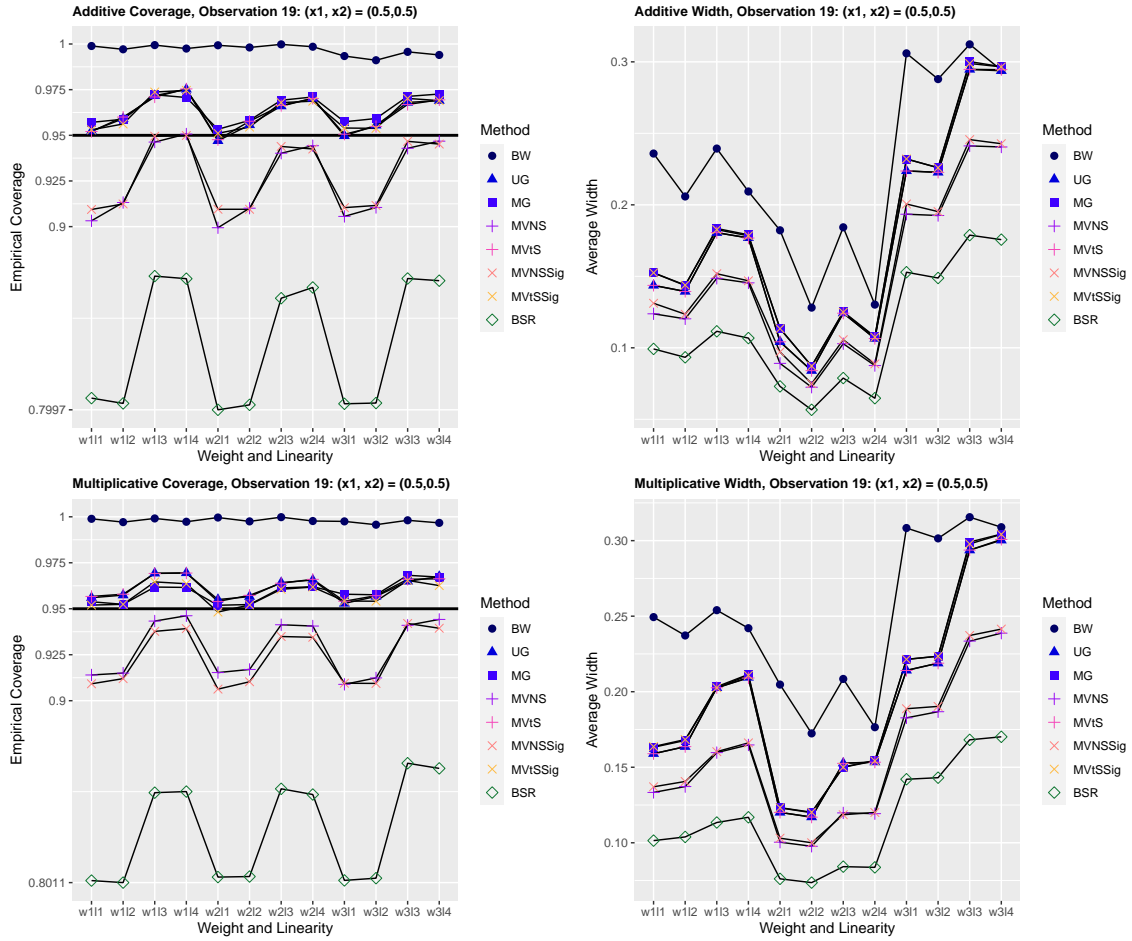 Additive Coverage, Observation 19: (x1, x2) = (0.5,0.5)
1
0.975
0.95
0.925
0.9
0.7997
Empirical Coverage
w1l1 w1l2 w1l3 w1l4 w2l1 w2l2 w2l3 w2l4 w3l1 w3l2 w3l3 w3l4
Weight and Linearity
Method
BW
UG
MG
MVNS
MVtS
MVNSSig
MVtSSig
BSR
Additive Width, Observation 19: (x1, x2) = (0.5,0.5)
0.3
0.2
0.1
Average Width
w1l1 w1l2 w1l3 w1l4 w2l1 w2l2 w2l3 w2l4 w3l1 w3l2 w3l3 w3l4
Weight and Linearity
Method
BW
UG
MG
MVNS
MVtS
MVNSSig
MVtSSig
BSR
Multiplicative Coverage, Observation 19: (x1, x2) = (0.5,0.5)
1
0.975
0.95
0.925
0.9
0.8011
Empirical Coverage
w1l1 w1l2 w1l3 w1l4 w2l1 w2l2 w2l3 w2l4 w3l1 w3l2 w3l3 w3l4
Weight and Linearity
Method
BW
UG
MG
MVNS
MVtS
MVNSSig
MVtSSig
BSR
Multiplicative Width, Observation 19: (x1, x2) = (0.5,0.5)
0.30
0.25
0.20
0.15
0.10
Average Width
w1l1 w1l2 w1l3 w1l4 w2l1 w2l2 w2l3 w2l4 w3l1 w3l2 w3l3 w3l4
Weight and Linearity
Method
BW
UG
MG
MVNS
MVtS
MVNSSig
MVtSSig
BSR